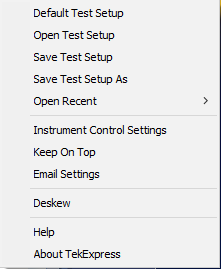 Default Test Setup
Open Test Setup
Save Test Setup
Save Test Setup As
Open Recent
Instrument Control Settings
Keep On Top
Email Settings
Deskew
Help
About TekExpress